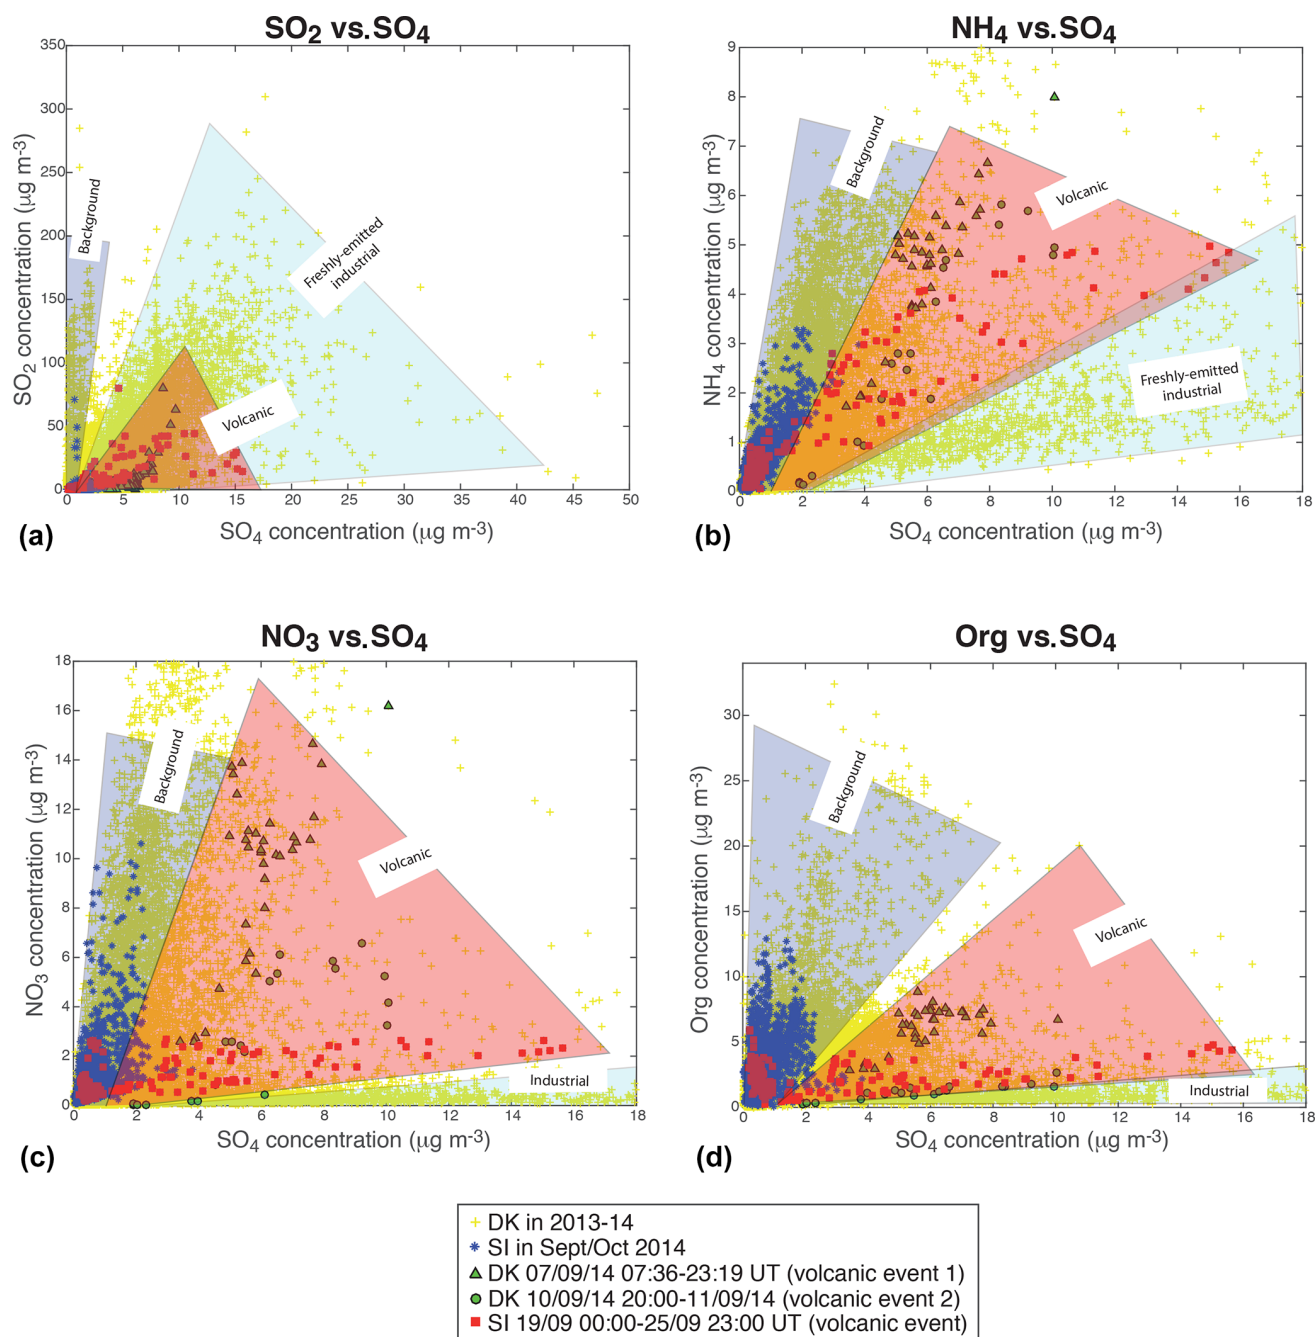 SO2 vs.SO4
350
300
250
200
150
100
50
0
0 5 10 15 20 25 30 35 40 45 50
SO2 concentration (µg m-3)
SO4 concentration (µg m-3)
Background
Freshly-emitted
industrial
Volcanic
(a)
NH4 vs.SO4
9
8
7
6
5
4
3
2
1
0
0 2 4 6 8 10 12 14 16 18
NH4 concentration (µg m-3)
SO4 concentration (µg m-3)
Background
Volcanic
Freshly-emitted
industrial
(b)
NO3 vs.SO4
18
16
14
12
10
8
6
4
2
0
0 2 4 6 8 10 12 14 16 18
NO3 concentration (µg m-3)
SO4 concentration (µg m-3)
Background
Volcanic
Industrial
(c)
Org vs.SO4
30
25
20
15
10
5
0
0 2 4 6 8 10 12 14 16 18
Org concentration (µg m-3)
SO4 concentration (µg m-3)
Background
Volcanic
Industrial
(d)
DK in 2013-14
SI in Sept/Oct 2014
DK 07/09/14 07:36-23:19 UT (volcanic event 1)
DK 10/09/14 20:00-11/09/14 (volcanic event 2)
SI 19/09 00:00-25/09 23:00 UT (volcanic event)